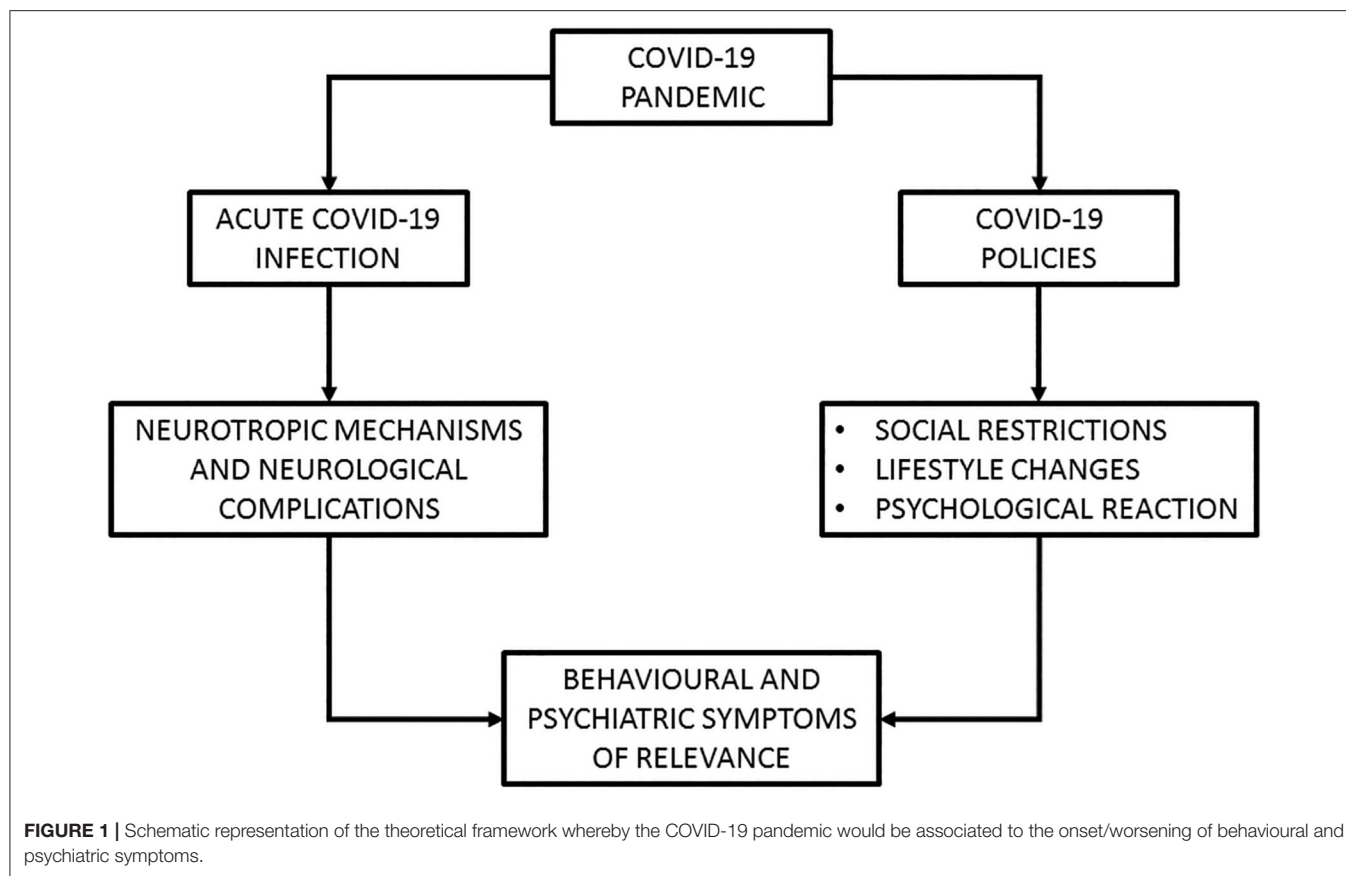 COVID-19
PANDEMIC
ACUTE COVID-19
INFECTION
COVID-19
POLICIES
NEUROTROPIC MECHANISMS
AND NEUROLOGICAL
COMPLICATIONS
• SOCIAL RESTRICTIONS
• LIFESTYLE CHANGES
• PSYCHOLOGICAL REACTION
BEHAVIOURAL AND
PSYCHIATRIC SYMPTOMS
OF RELEVANCE
FIGURE 1 | Schematic representation of the theoretical framework whereby the COVID-19 pandemic would be associated to the onset/worsening of behavioural and
psychiatric symptoms.